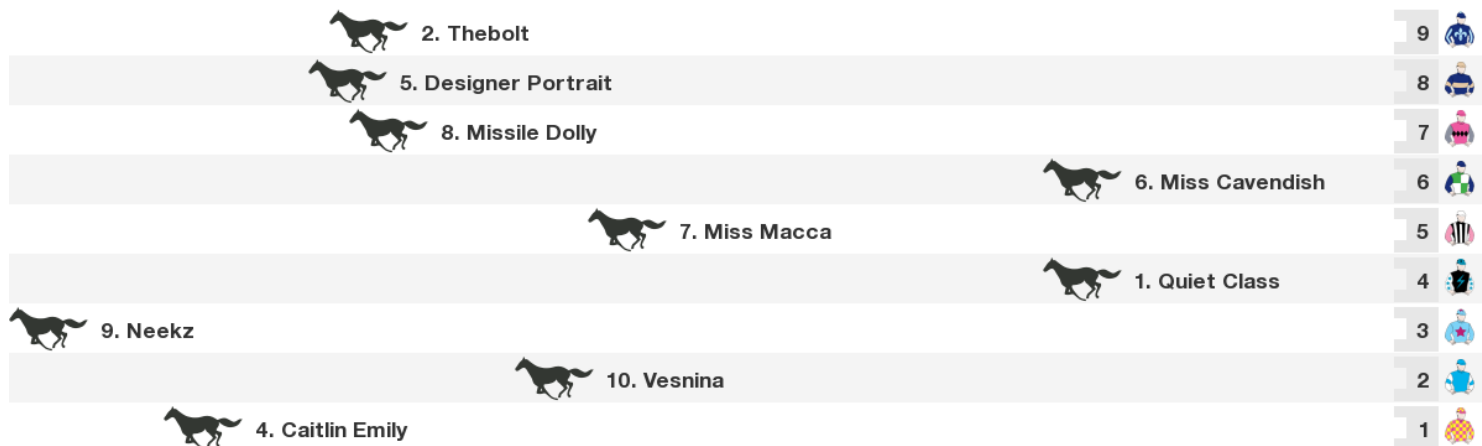 2. Thebolt 9
5. Designer Portrait 8
8. Missile Dolly 7
6. Miss Cavendish 6
7. Miss Macca 5
1. Quiet Class 4
9. Neekz 3
10. Vesnina 2
4. Caitlin Emily 1